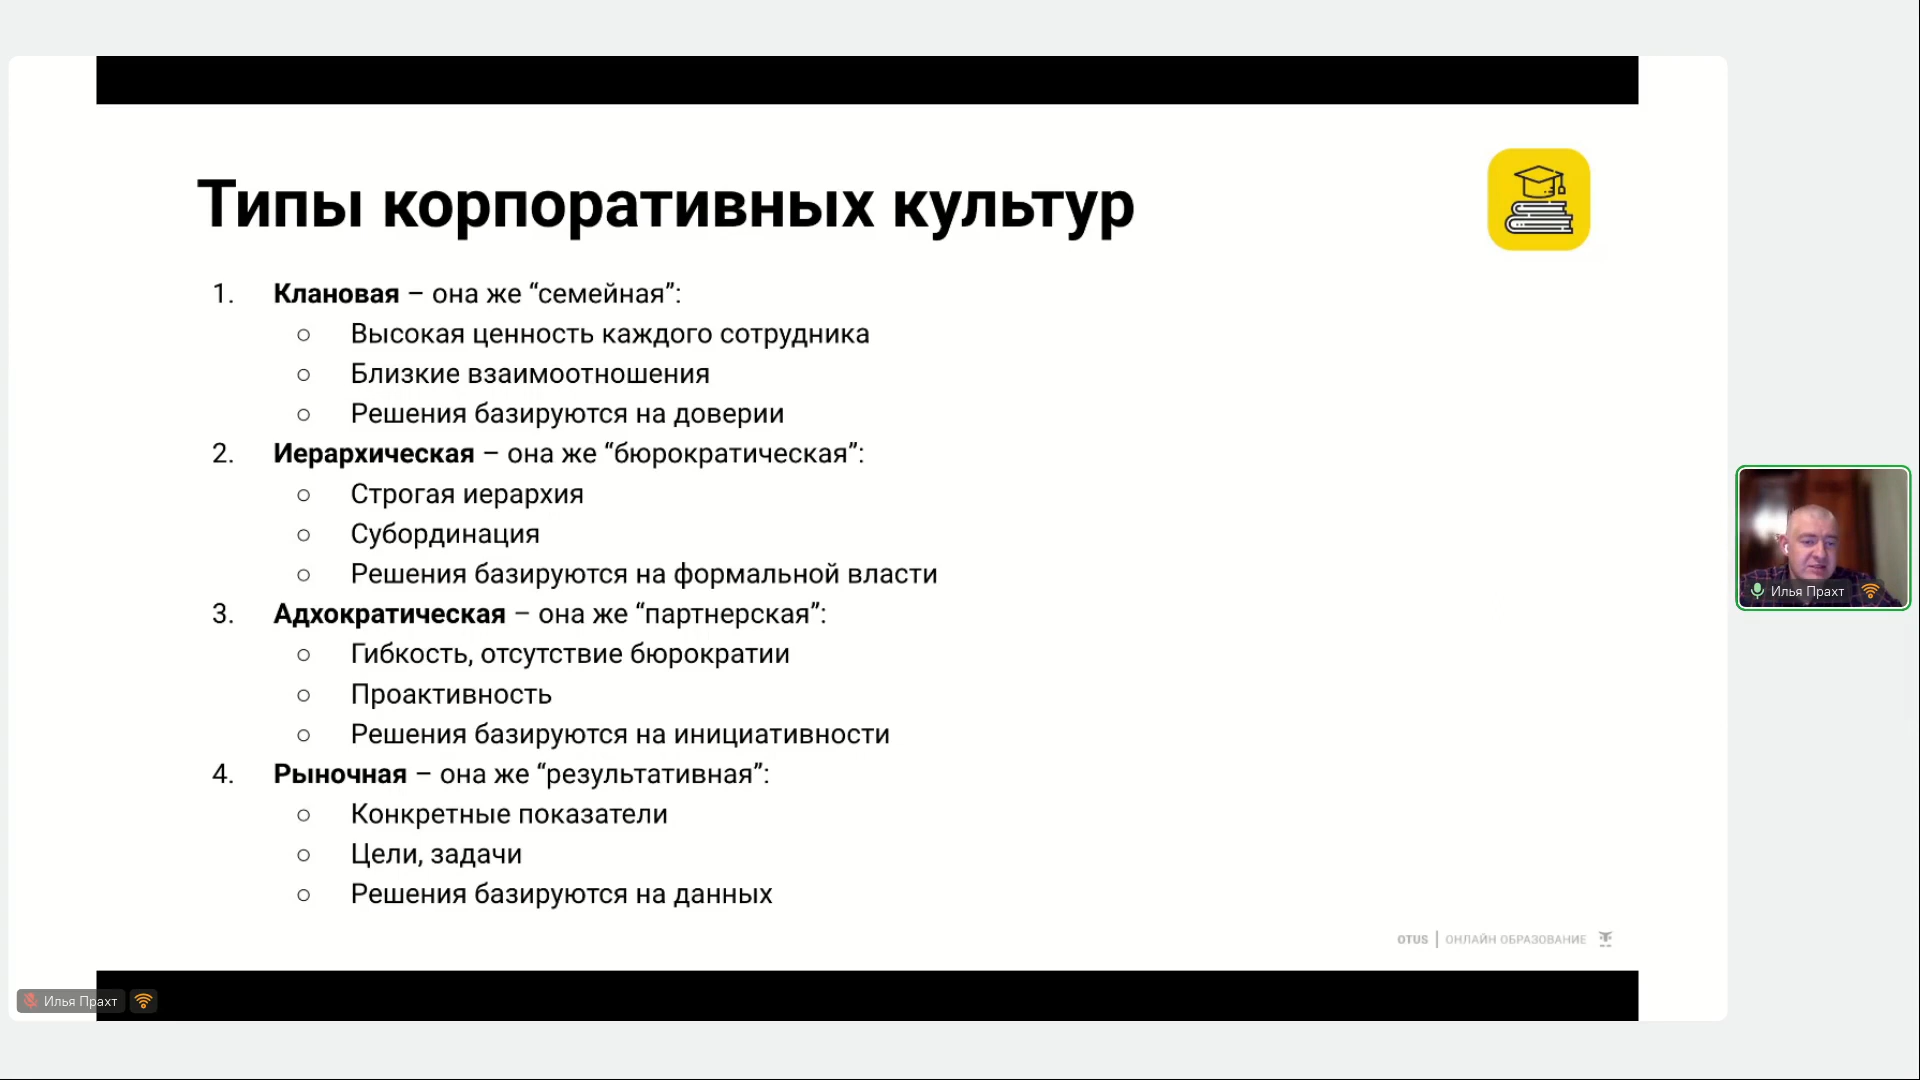 Типы корпоративных культур
1. Клановая – она же “семейная”:
○ Высокая ценность каждого сотрудника
○ Близкие взаимоотношения
○ Решения базируются на доверии
2. Иерархическая – она же “бюрократическая”:
○ Строгая иерархия
○ Субординация
○ Решения базируются на формальной власти
3. Адхократическая – она же “партнерская”:
○ Гибкость, отсутствие бюрократии
○ Проактивность
○ Решения базируются на инициативности
4. Рыночная – она же “результативная”:
○ Конкретные показатели
○ Цели, задачи
○ Решения базируются на данных
OTUS | ОНЛАЙН ОБРАЗОВАНИЕ
Илья Прахт
Илья Прахт